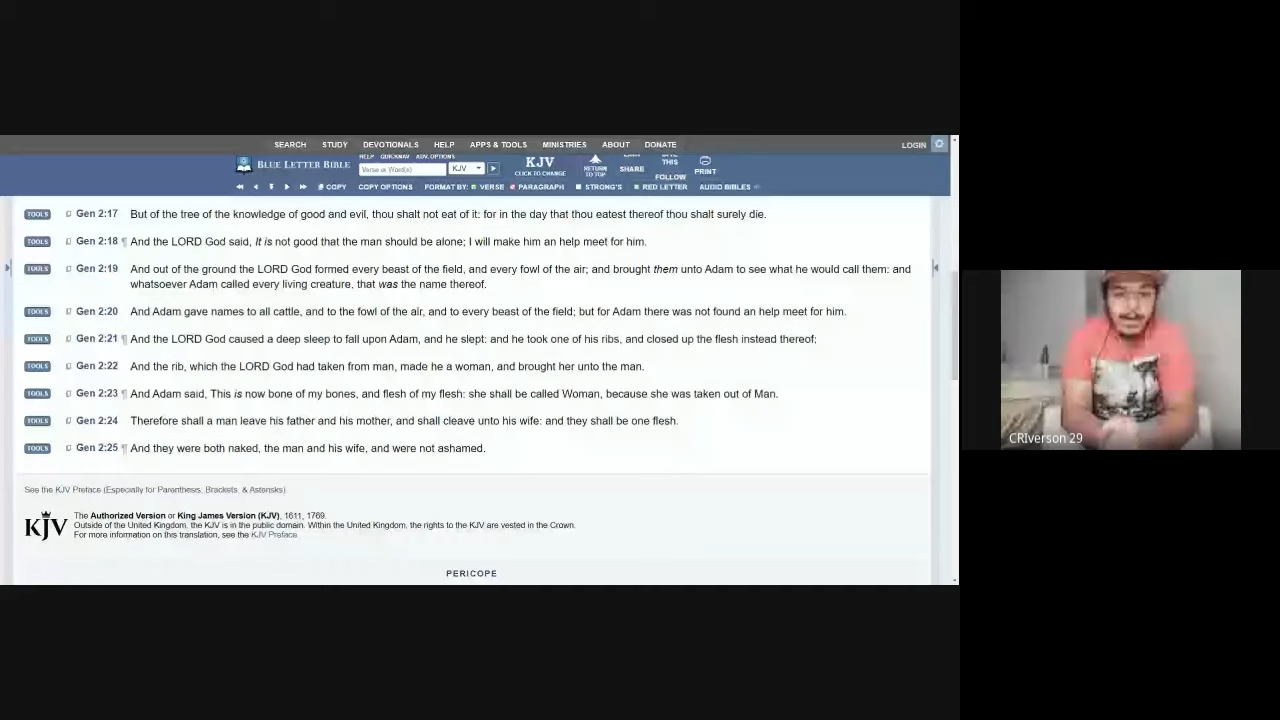 SEARCH STUDY DEVOTIONALS HELP APPS & TOOLS MINISTRIES ABOUT DONATE LOGIN
HELP QUICKNAV ADV. OPTIONS
BLUE LETTER BIBLE Verse or Word(s) KJV KJV CLICK TO CHANGE RETURN TO TOP SHARE THIS FOLLOW PRINT
COPY COPY OPTIONS FORMAT BY: VERSE PARAGRAPH STRONG'S RED LETTER AUDIO BIBLES
TOOLS Gen 2:17 But of the tree of the knowledge of good and evil, thou shalt not eat of it: for in the day that thou eatest thereof thou shalt surely die.
TOOLS Gen 2:18 ¶ And the LORD God said, It is not good that the man should be alone; I will make him an help meet for him.
TOOLS Gen 2:19 And out of the ground the LORD God formed every beast of the field, and every fowl of the air; and brought them unto Adam to see what he would call them: and
whatsoever Adam called every living creature, that was the name thereof.
TOOLS Gen 2:20 And Adam gave names to all cattle, and to the fowl of the air, and to every beast of the field; but for Adam there was not found an help meet for him.
TOOLS Gen 2:21 ¶ And the LORD God caused a deep sleep to fall upon Adam, and he slept: and he took one of his ribs, and closed up the flesh instead thereof;
TOOLS Gen 2:22 And the rib, which the LORD God had taken from man, made he a woman, and brought her unto the man.
TOOLS Gen 2:23 ¶ And Adam said, This is now bone of my bones, and flesh of my flesh: she shall be called Woman, because she was taken out of Man.
TOOLS Gen 2:24 Therefore shall a man leave his father and his mother, and shall cleave unto his wife: and they shall be one flesh.
TOOLS Gen 2:25 ¶ And they were both naked, the man and his wife, and were not ashamed.
See the KJV Preface (Especially for Parenthesis, Brackets, & Asterisks).
KJV The Authorized Version or King James Version (KJV), 1611, 1769.
Outside of the United Kingdom, the KJV is in the public domain. Within the United Kingdom, the rights to the KJV are vested in the Crown.
For more information on this translation, see the KJV Preface.
PERICOPE
CRIverson 29